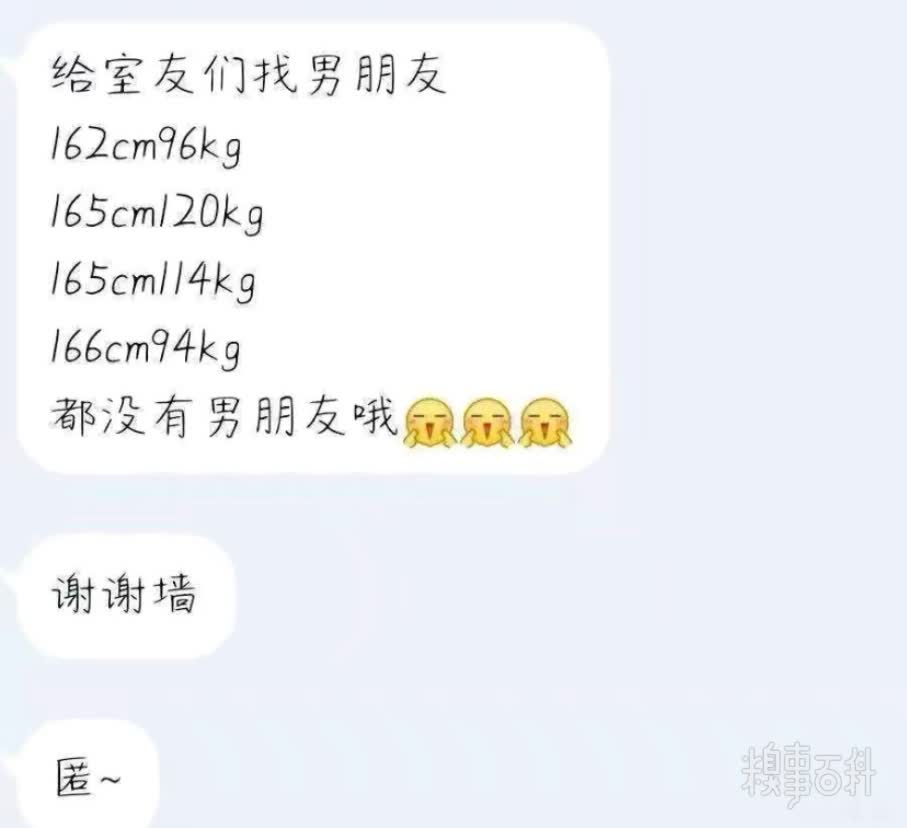 给室友们找男朋友
162cm96kg
165cm120kg
165cm114kg
166cm94kg
都没有男朋友哦
谢谢墙
匿~
糗事百科